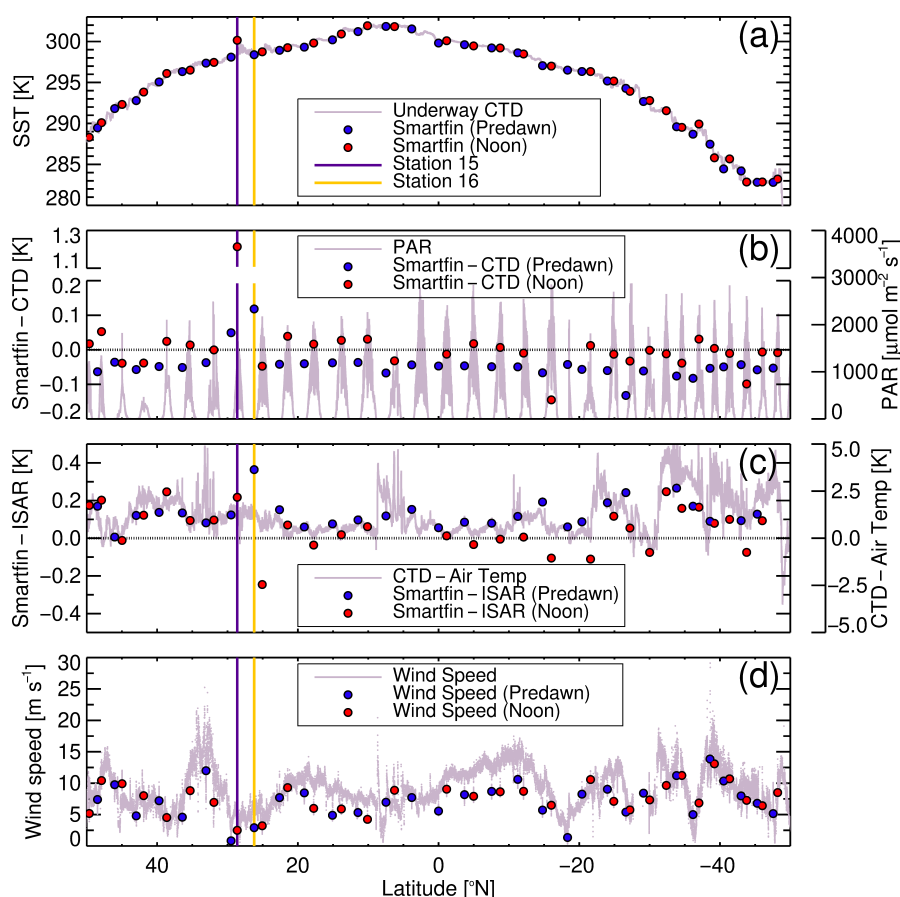 (a)
SST [K]
300
295
290
285
280
Underway CTD
Smartfin (Predawn)
Smartfin (Noon)
Station 15
Station 16
(b)
Smartfin−CTD [K]
1.3
1.1
0.2
0.1
0.0
−0.1
−0.2
PAR
Smartfin−CTD (Predawn)
Smartfin−CTD (Noon)
4000
3000
2000
1000
0
PAR [μmol m⁻² s⁻¹]
(c)
Smartfin−ISAR [K]
0.4
0.2
0.0
−0.2
−0.4
CTD−Air Temp
Smartfin−ISAR (Predawn)
Smartfin−ISAR (Noon)
5.0
2.5
0.0
−2.5
−5.0
CTD−Air Temp [K]
(d)
Wind speed [m s⁻¹]
30
25
20
15
10
5
0
Wind Speed
Wind Speed (Predawn)
Wind Speed (Noon)
40 20 0 −20 −40
Latitude [°N]